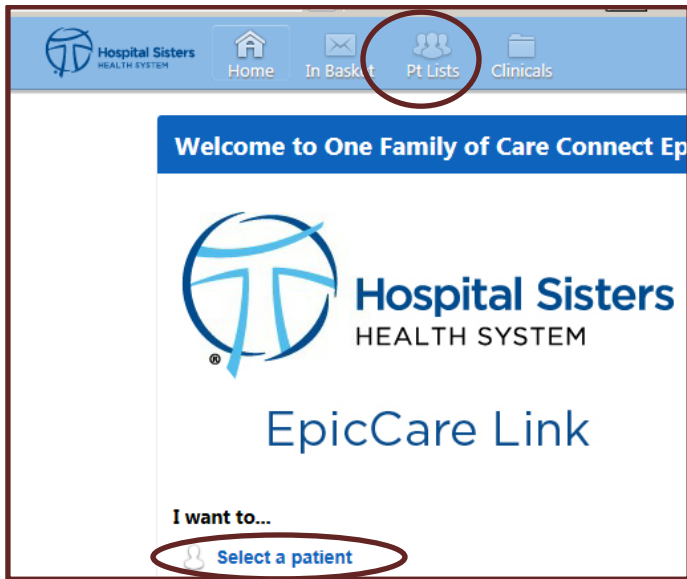 Hospital Sisters
HEALTH SYSTEM
Home In Basket Pt Lists Clinicals
Welcome to One Family of Care Connect Ep
Hospital Sisters
HEALTH SYSTEM
®
EpicCare Link
I want to...
Select a patient